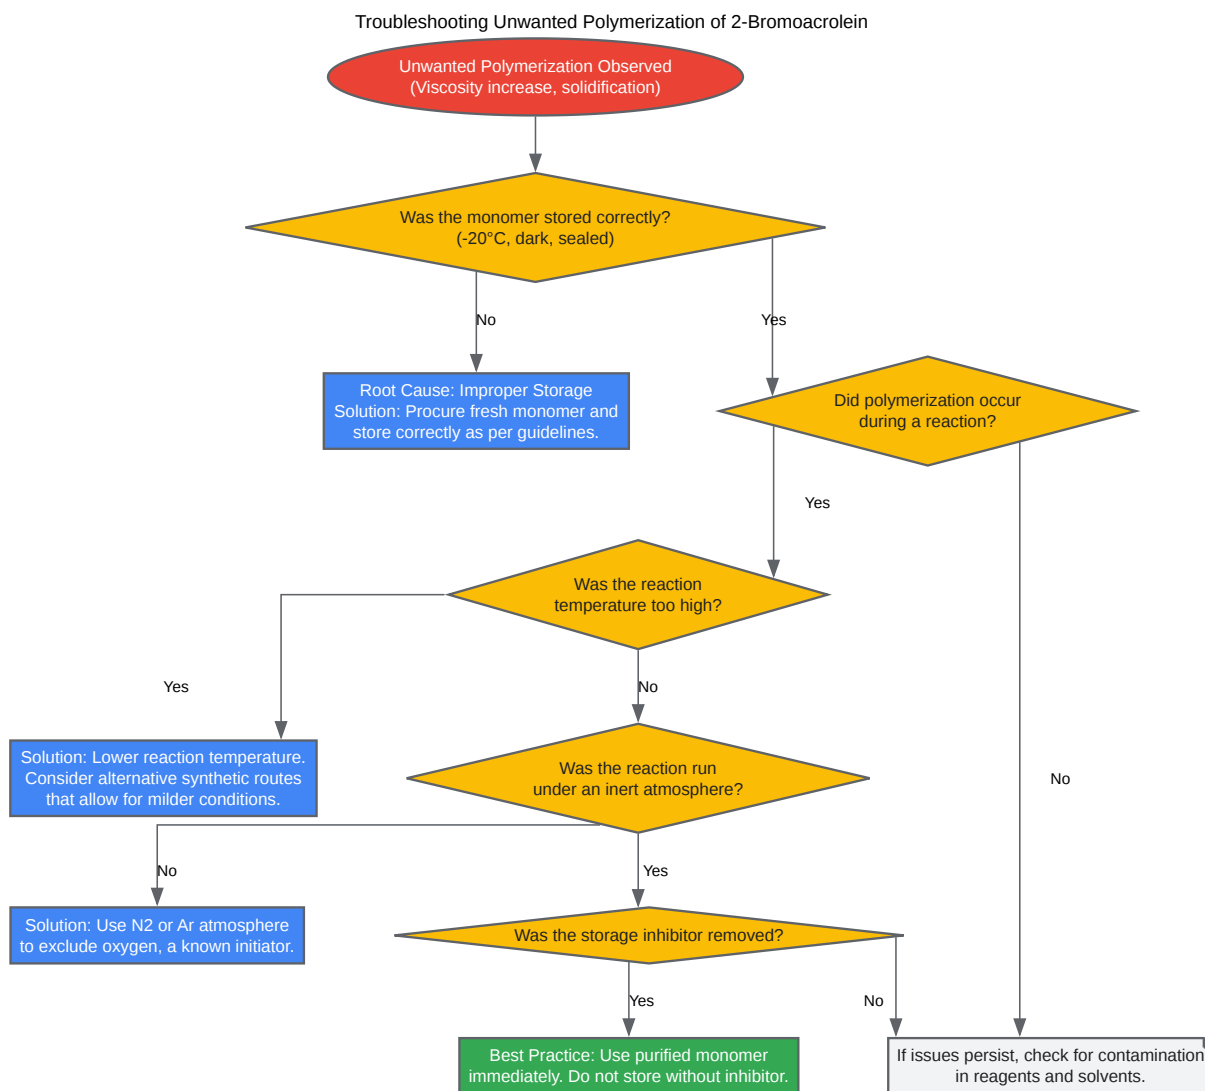 Troubleshooting Unwanted Polymerization of 2-Bromoacrolein
Unwanted Polymerization Observed
(Viscosity increase, solidification)
Was the monomer stored correctly?
(-20°C, dark, sealed)
No
Yes
Root Cause: Improper Storage
Solution: Procure fresh monomer and
store correctly as per guidelines.
Did polymerization occur
during a reaction?
Yes
Was the reaction
temperature too high?
Yes
No
Solution: Lower reaction temperature.
Consider alternative synthetic routes
that allow for milder conditions.
Was the reaction run
under an inert atmosphere?
No
No
Yes
Solution: Use N2 or Ar atmosphere
to exclude oxygen, a known initiator.
Was the storage inhibitor removed?
Yes
No
Best Practice: Use purified monomer
immediately. Do not store without inhibitor.
If issues persist, check for contamination
in reagents and solvents.